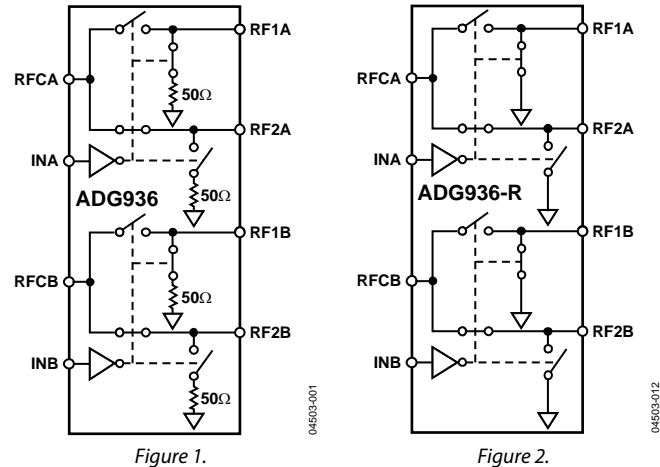 RF1A
RFCA
50Ω
RF2A
INA
50Ω
ADG936
RF1B
RFCB
50Ω
RF2B
INB
50Ω
04503-001
Figure 1.
RF1A
RFCA
RF2A
INA
ADG936-R
RF1B
RFCB
RF2B
INB
04503-012
Figure 2.